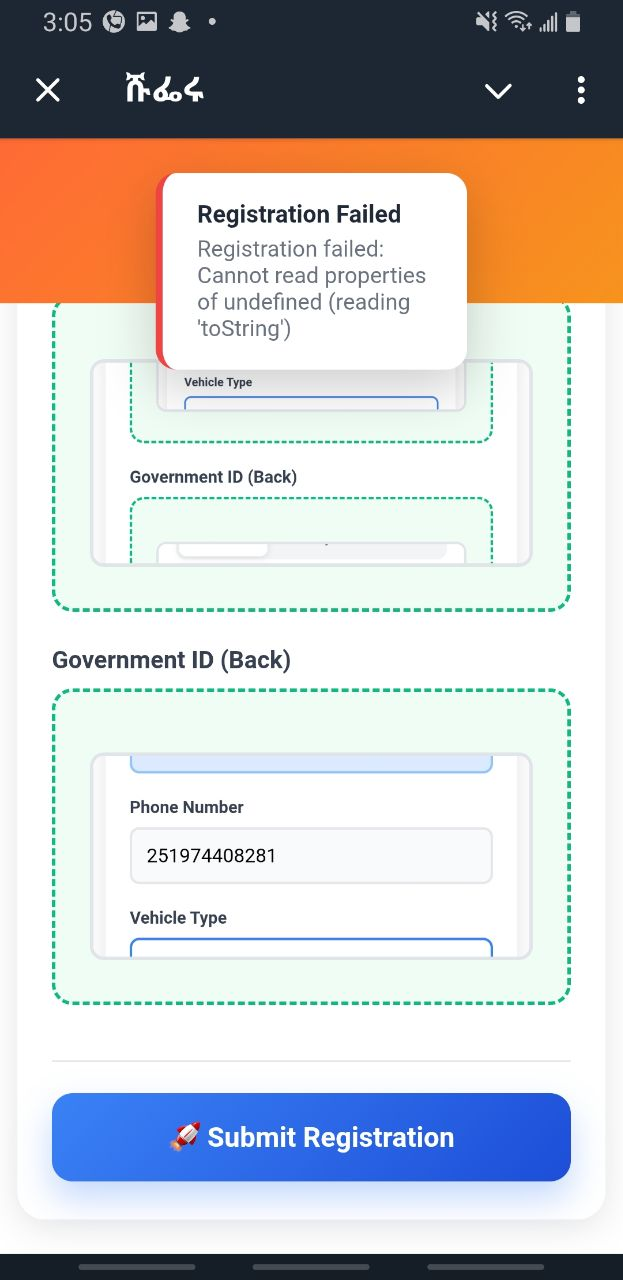 3:05
ሹፌሩ
Registration Failed
Registration failed:
Cannot read properties
of undefined (reading
'toString')
Vehicle Type
Government ID (Back)
Government ID (Back)
Phone Number
251974408281
Vehicle Type
🚀 Submit Registration